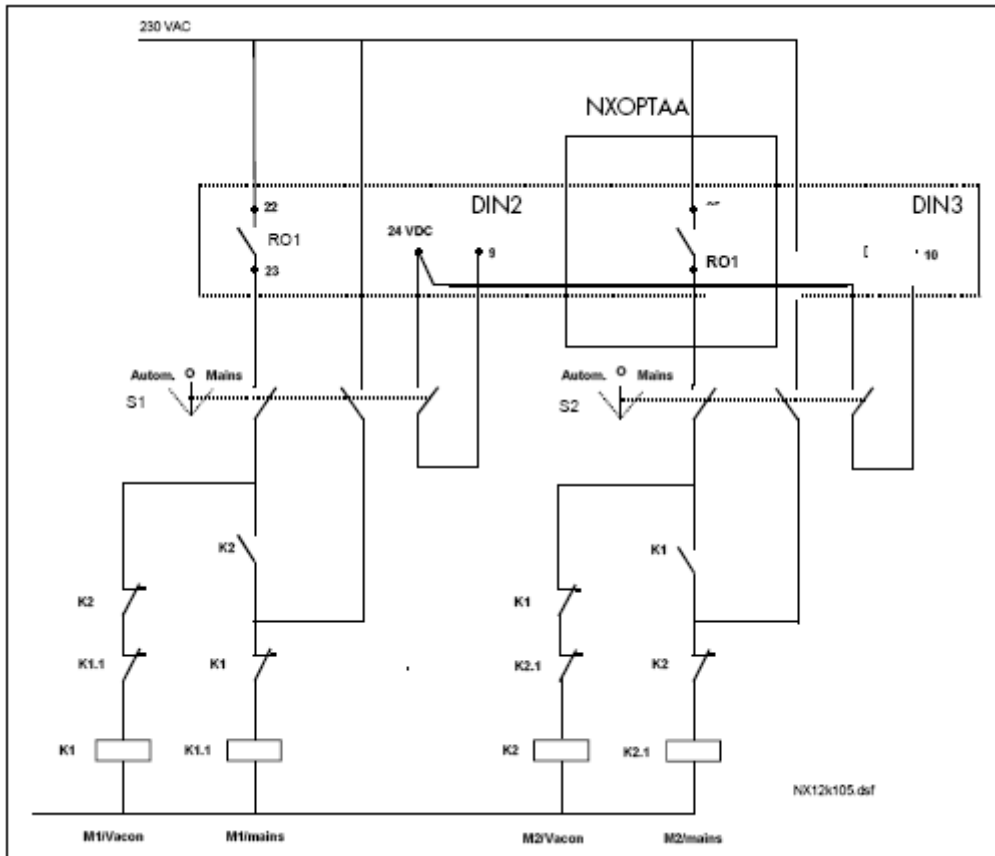 230 VAC
NXOPTAA
DIN2
DIN3
22
24 VDC
RO1
9
RO1
10
23
Autom. O Mains
Autom. O Mains
S1
S2
K2
K1
K2
K1
K1.1
K1
K2.1
K2
K1
K1.1
K2
K2.1
NX12k105.dsf
M1/Vacon
M1/mains
M2/Vacon
M2/mains